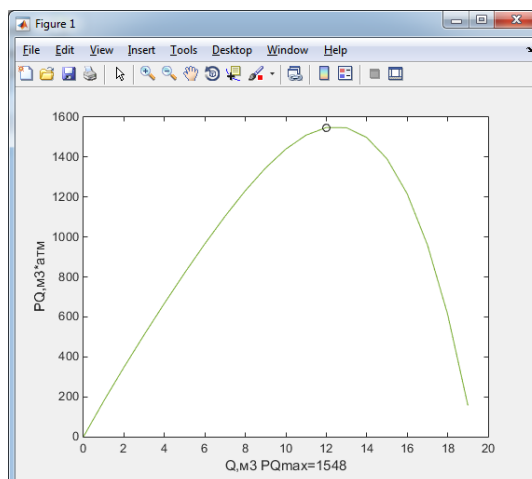 Figure 1
File Edit View Insert Tools Desktop Window Help
1600
1400
1200
1000
800
600
400
200
0
PQ,м3*атм
0 2 4 6 8 10 12 14 16 18 20
Q,м3 PQmax=1548